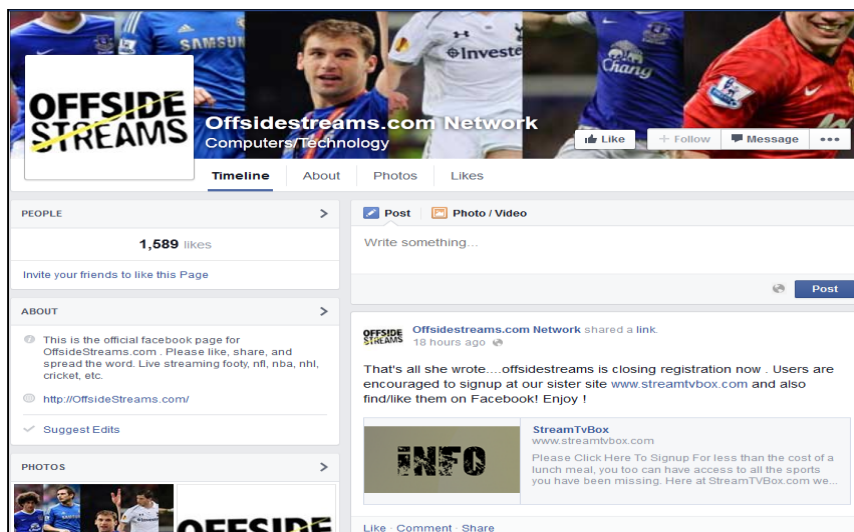 SAMSUN
Investe
Chang
OFFSIDE
STREAMS
Offsidestreams.com Network
Computers/Technology
Like
+ Follow
Message
Timeline
About
Photos
Likes
PEOPLE
1,589 likes
Invite your friends to like this Page
ABOUT
This is the official facebook page for
OffsideStreams.com . Please like, share, and
spread the word. Live streaming footy, nfl, nba, nhl,
cricket, etc.
http://OffsideStreams.com/
Suggest Edits
PHOTOS
OFFSIDE
Post
Photo / Video
Write something...
Post
OFFSIDE
STREAMS
Offsidestreams.com Network shared a link.
18 hours ago
That's all she wrote....offsidestreams is closing registration now . Users are
encouraged to signup at our sister site www.streamtvbox.com and also
find/like them on Facebook! Enjoy !
INFO
StreamTvBox
www.streamtvbox.com
Please Click Here To Signup For less than the cost of a
lunch meal, you too can have access to all the sports
you have been missing. Here at StreamTVBox.com we...
Like · Comment · Share